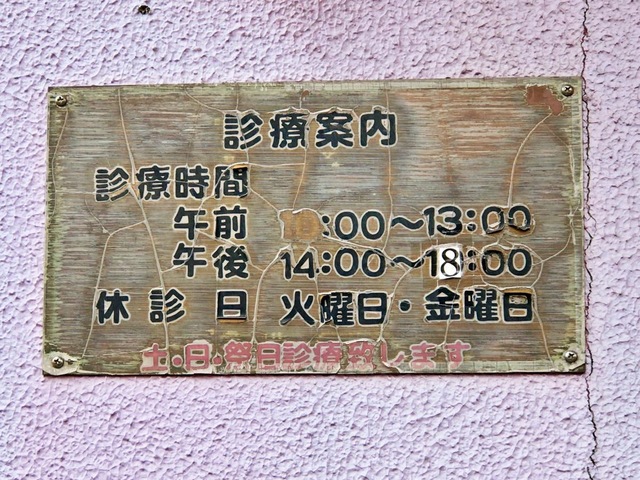 診療案内
診療時間
午前 10:00～13:00
午後 14:00～18:00
休診日 火曜日・金曜日
土・日・祭日診療致します